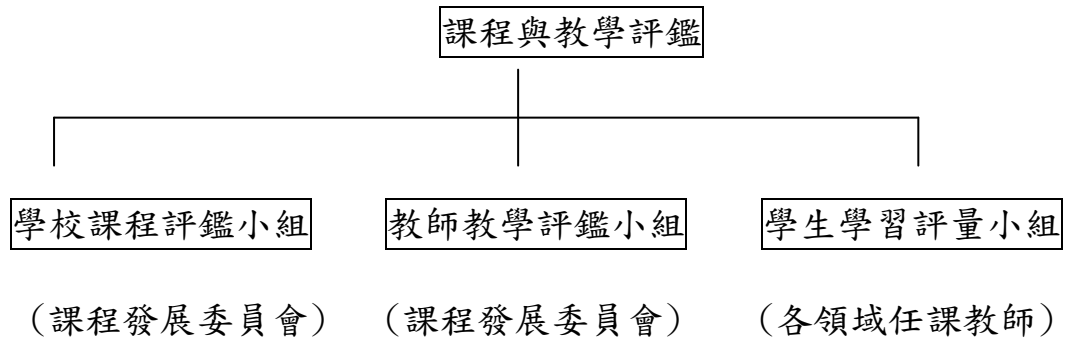 課程與教學評鑑
學校課程評鑑小組 教師教學評鑑小組 學生學習評量小組
（課程發展委員會） （課程發展委員會） （各領域任課教師）